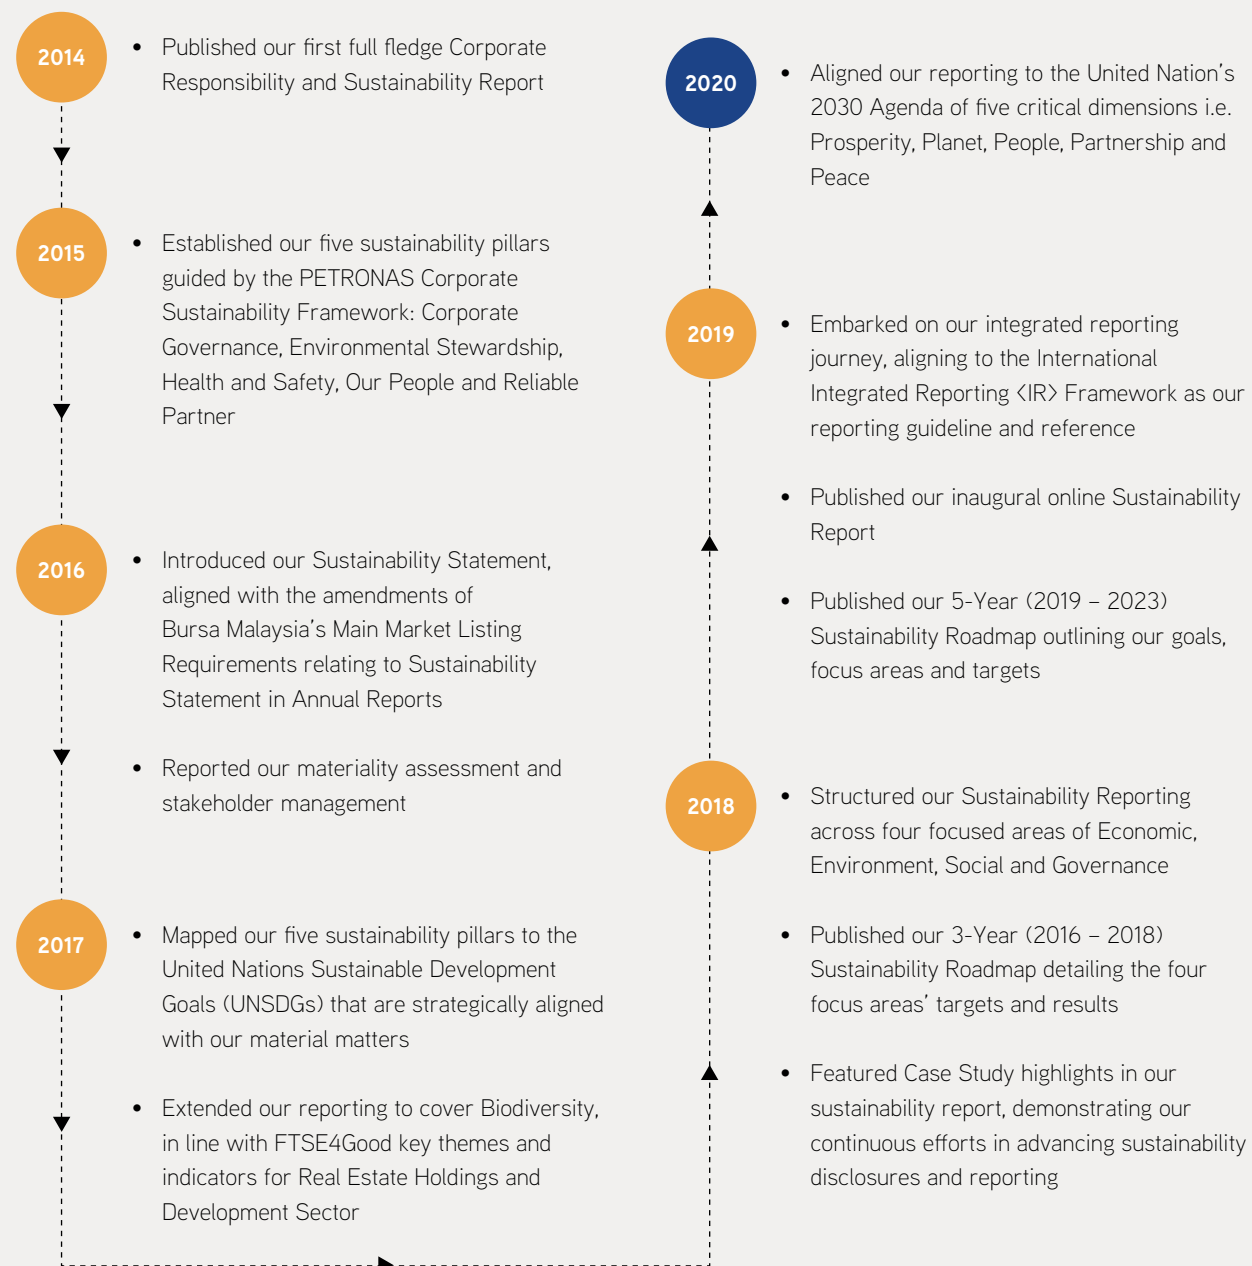 2014
• Published our first full fledge Corporate
Responsibility and Sustainability Report
2015
• Established our five sustainability pillars
guided by the PETRONAS Corporate
Sustainability Framework: Corporate
Governance, Environmental Stewardship,
Health and Safety, Our People and Reliable
Partner
2016
• Introduced our Sustainability Statement,
aligned with the amendments of
Bursa Malaysia's Main Market Listing
Requirements relating to Sustainability
Statement in Annual Reports
• Reported our materiality assessment and
stakeholder management
2017
• Mapped our five sustainability pillars to the
United Nations Sustainable Development
Goals (UNSDGs) that are strategically aligned
with our material matters
• Extended our reporting to cover Biodiversity,
in line with FTSE4Good key themes and
indicators for Real Estate Holdings and
Development Sector
2018
• Structured our Sustainability Reporting
across four focused areas of Economic,
Environment, Social and Governance
• Published our 3-Year (2016 – 2018)
Sustainability Roadmap detailing the four
focus areas' targets and results
• Featured Case Study highlights in our
sustainability report, demonstrating our
continuous efforts in advancing sustainability
disclosures and reporting
2019
• Embarked on our integrated reporting
journey, aligning to the International
Integrated Reporting <IR> Framework as our
reporting guideline and reference
• Published our inaugural online Sustainability
Report
• Published our 5-Year (2019 – 2023)
Sustainability Roadmap outlining our goals,
focus areas and targets
2020
• Aligned our reporting to the United Nation's
2030 Agenda of five critical dimensions i.e.
Prosperity, Planet, People, Partnership and
Peace